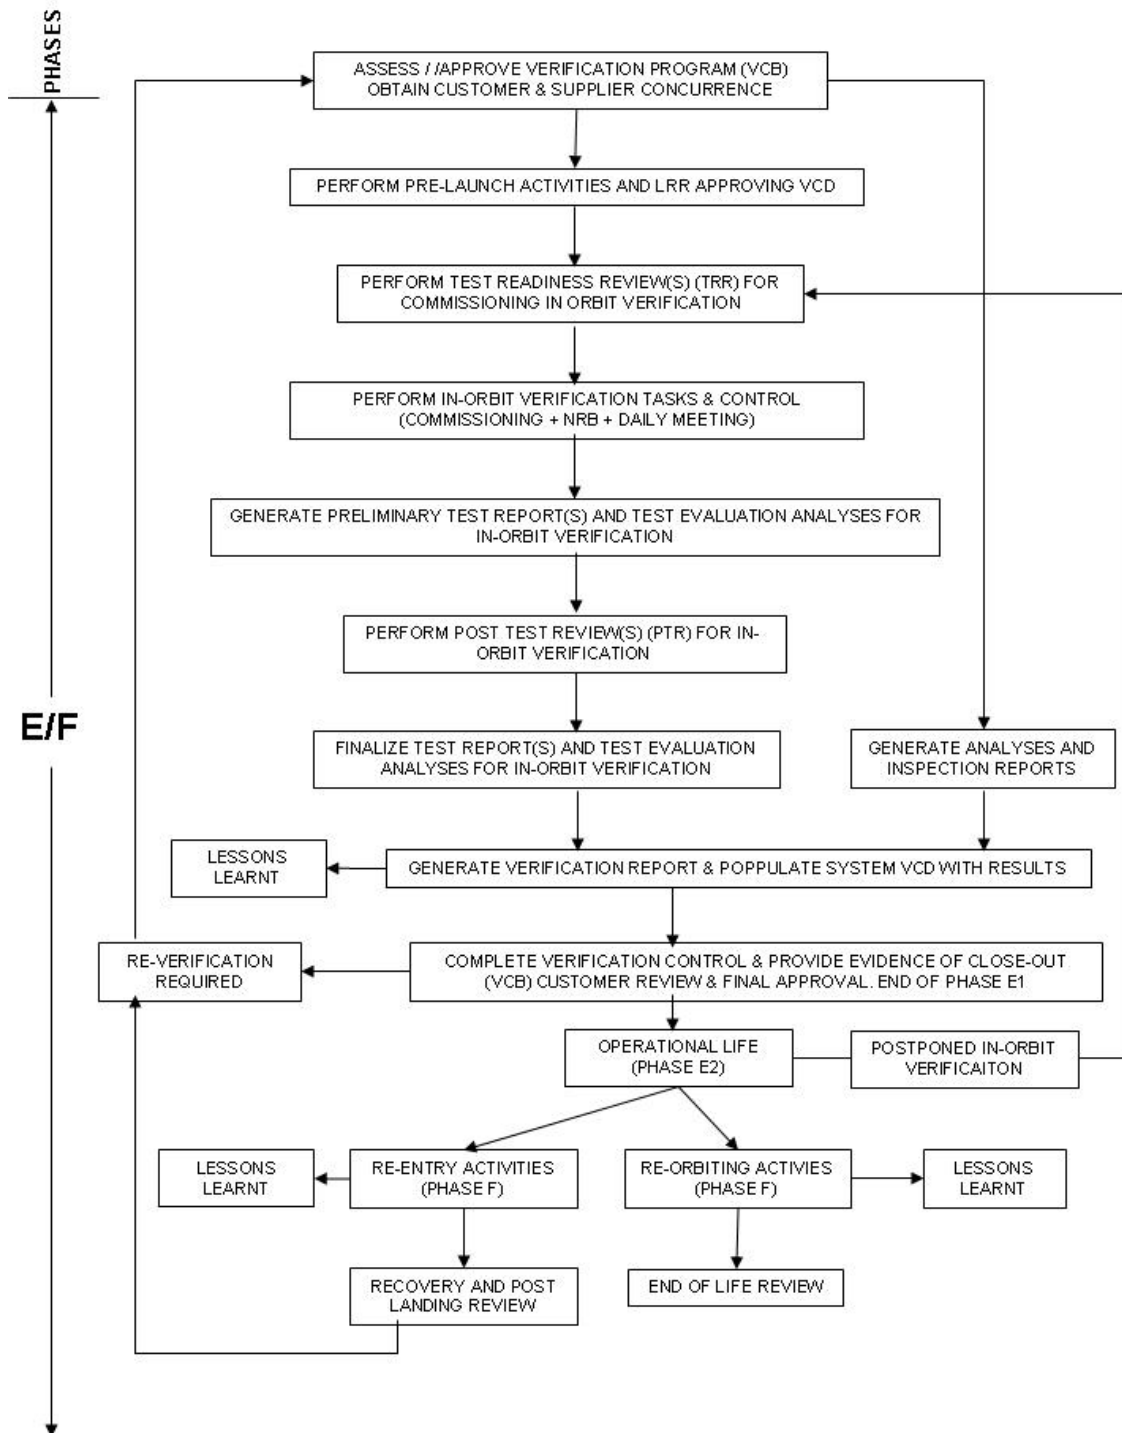 PHASES
ASSESS / /APPROVE VERIFICATION PROGRAM (VCB)
OBTAIN CUSTOMER & SUPPLIER CONCURRENCE
PERFORM PRE-LAUNCH ACTIVITIES AND LRR APPROVING VCD
PERFORM TEST READINESS REVIEW(S) (TRR) FOR
COMMISSIONING IN ORBIT VERIFICATION
PERFORM IN-ORBIT VERIFICATION TASKS & CONTROL
(COMMISSIONING + NRB + DAILY MEETING)
GENERATE PRELIMINARY TEST REPORT(S) AND TEST EVALUATION ANALYSES FOR
IN-ORBIT VERIFICATION
PERFORM POST TEST REVIEW(S) (PTR) FOR IN-
ORBIT VERIFICATION
E/F
FINALIZE TEST REPORT(S) AND TEST EVALUATION
ANALYSES FOR IN-ORBIT VERIFICATION
GENERATE ANALYSES AND
INSPECTION REPORTS
LESSONS
LEARNT
GENERATE VERIFICATION REPORT & POPPULATE SYSTEM VCD WITH RESULTS
RE-VERIFICATION
REQUIRED
COMPLETE VERIFICATION CONTROL & PROVIDE EVIDENCE OF CLOSE-OUT
(VCB) CUSTOMER REVIEW & FINAL APPROVAL. END OF PHASE E1
OPERATIONAL LIFE
(PHASE E2)
POSTPONED IN-ORBIT
VERIFICAITON
LESSONS
LEARNT
RE-ENTRY ACTIVITIES
(PHASE F)
RE-ORBITING ACTIVIES
(PHASE F)
LESSONS
LEARNT
RECOVERY AND POST
LANDING REVIEW
END OF LIFE REVIEW